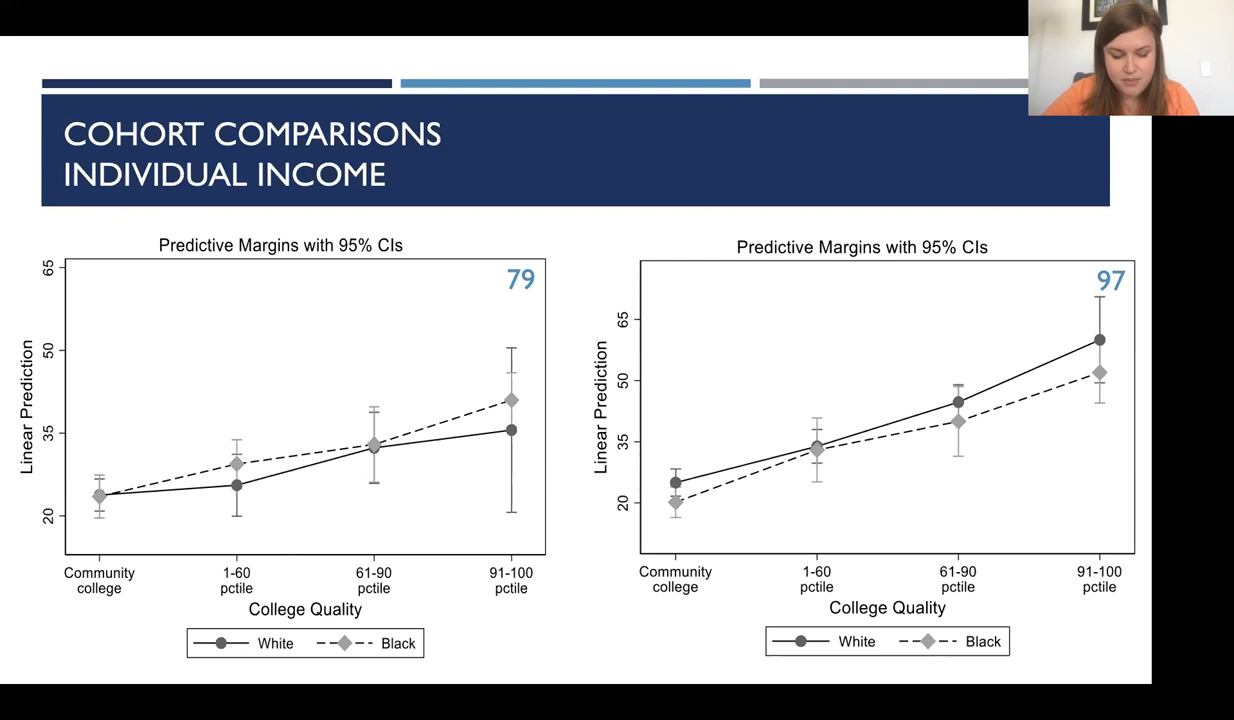 COHORT COMPARISONS
INDIVIDUAL INCOME
Predictive Margins with 95% CIs
79
65
50
35
20
Linear Prediction
Community college
1-60 pctile
61-90 pctile
91-100 pctile
College Quality
White Black
Predictive Margins with 95% CIs
97
65
50
35
20
Linear Prediction
Community college
1-60 pctile
61-90 pctile
91-100 pctile
College Quality
White Black